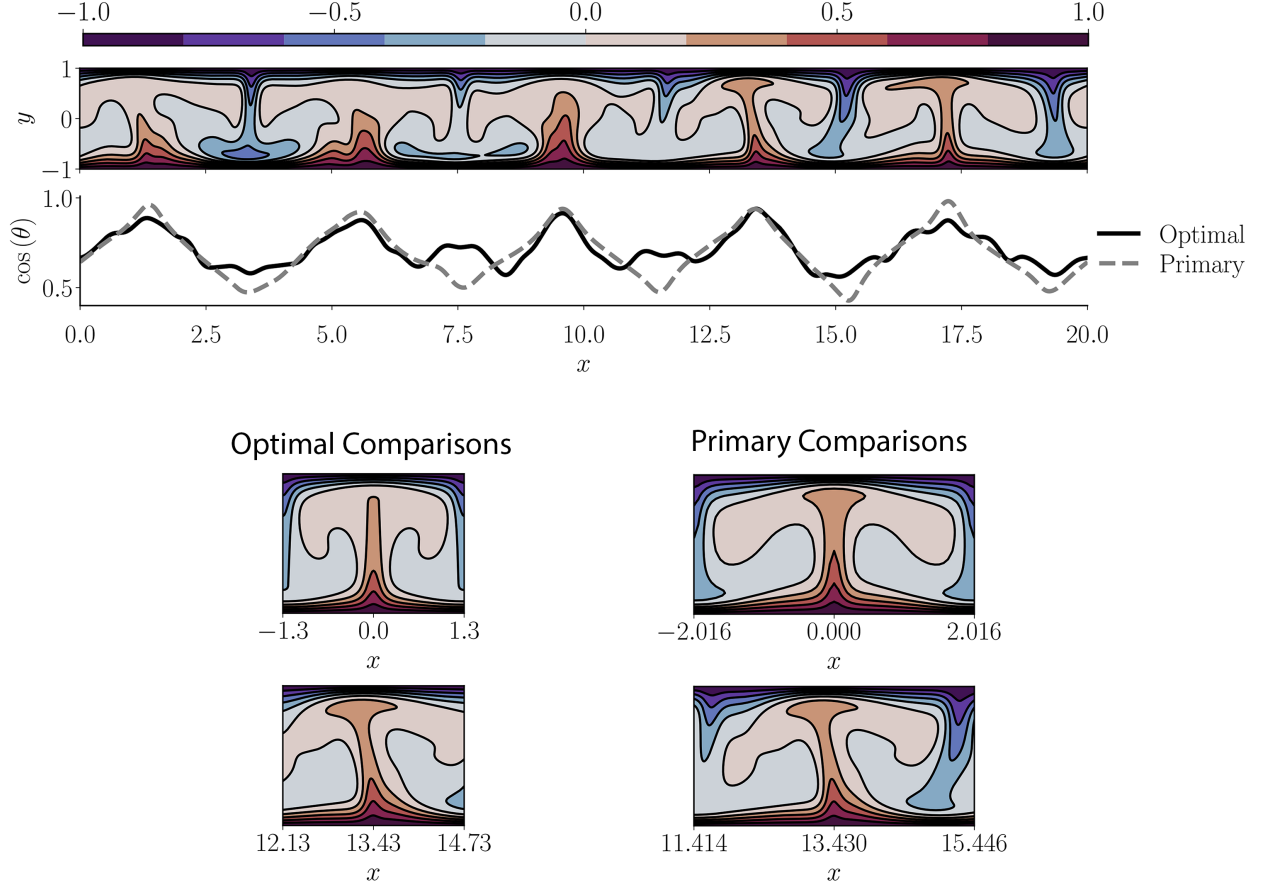 −1.0 −0.5 0.0 0.5 1.0
1
0
−1
y
1.0
0.5
cos(θ)
Optimal
Primary
0.0 2.5 5.0 7.5 10.0 12.5 15.0 17.5 20.0
x
Optimal Comparisons Primary Comparisons
−1.3 0.0 1.3 −2.016 0.000 2.016
x x
12.13 13.43 14.73 11.414 13.430 15.446
x x